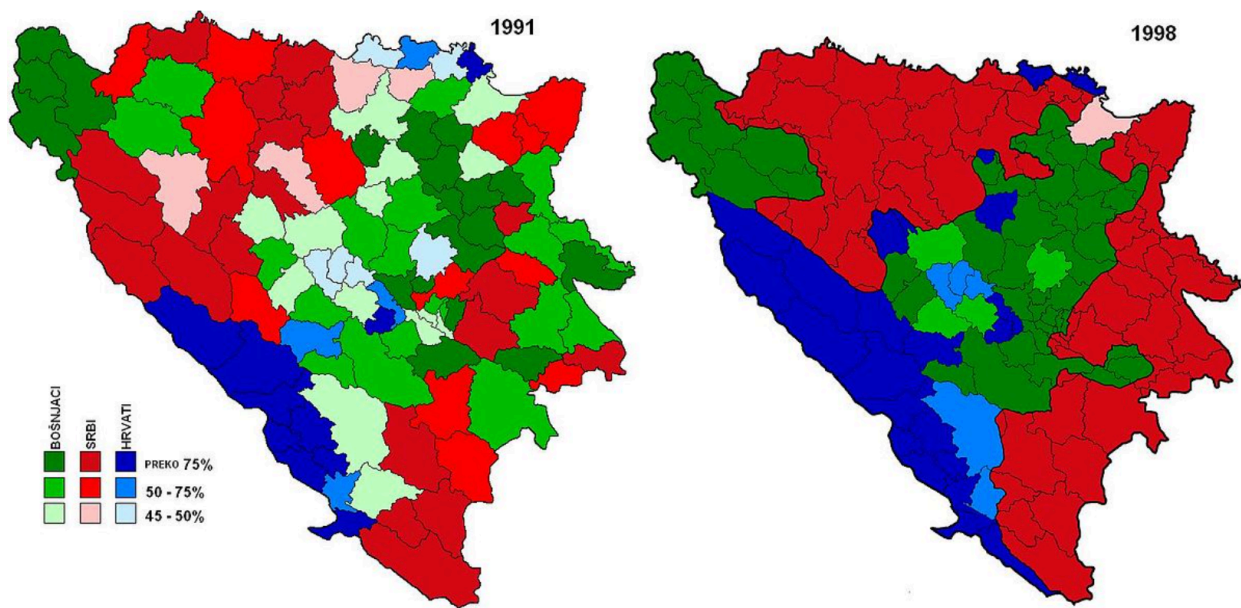 1991
1998
BOŠNJACI
SRBI
HRVATI
PREKO 75%
50 - 75%
45 - 50%